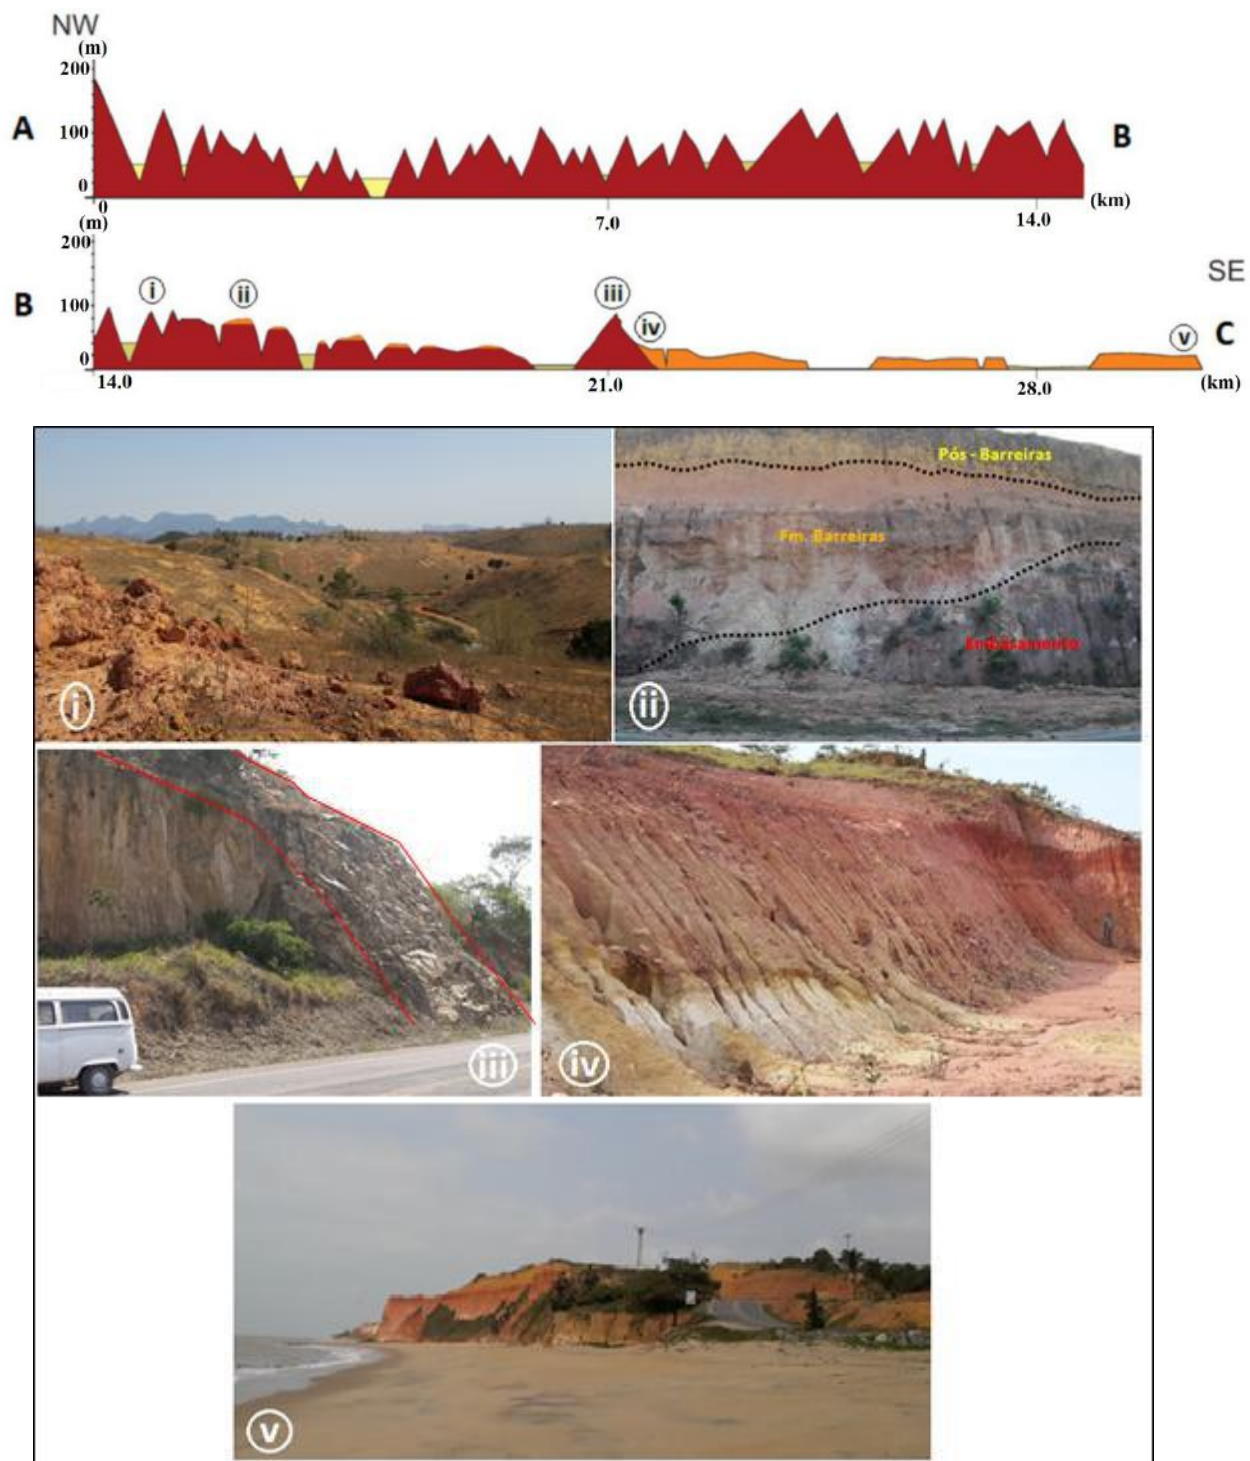 NW
(m)
200
A
100
B
0
0
7.0
14.0
(km)
(m)
200
SE
i
ii
iii
B
100
iv
v
C
0
14.0
21.0
28.0
(km)
Pós - Barreiras
Fm. Barreiras
Embasamento
i
ii
iii
iv
v